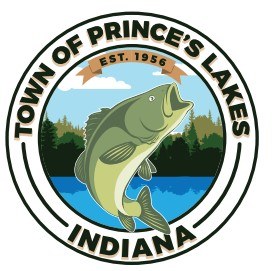 TOWN OF PRINCE'S LAKES
EST. 1956
INDIANA